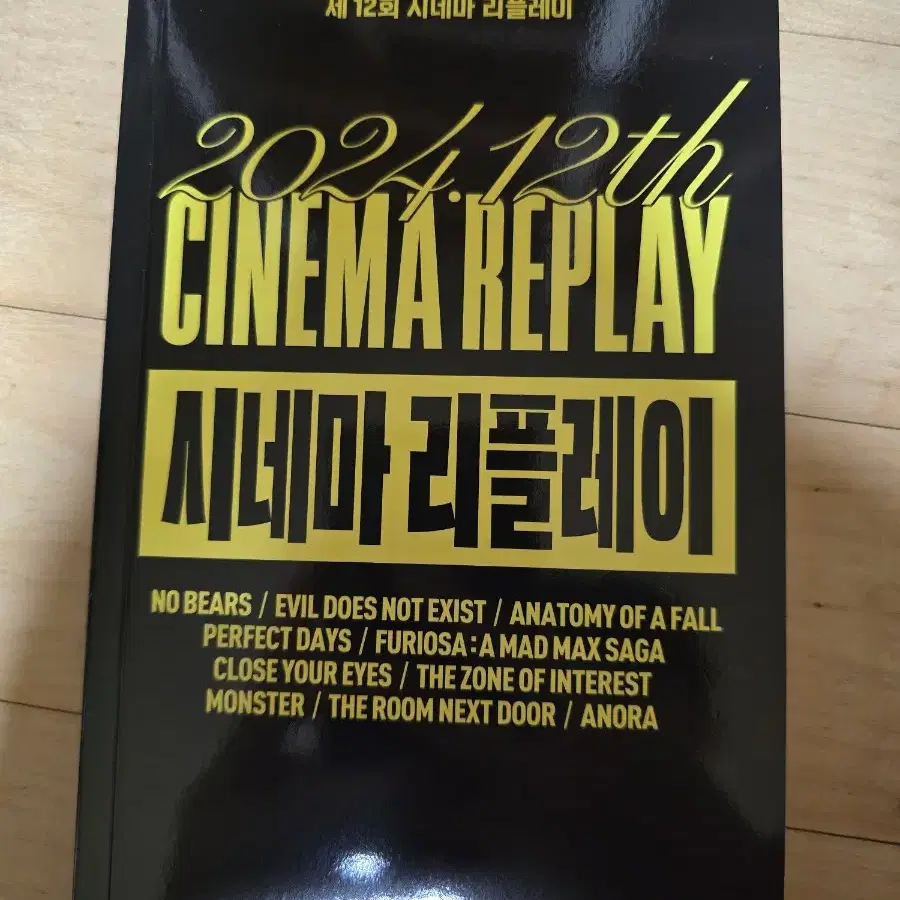 제12회 시네마 리플레이
2024.12th
CINEMA REPLAY
시네마 리플레이
NO BEARS / EVIL DOES NOT EXIST / ANATOMY OF A FALL
PERFECT DAYS / FURIOSA : A MAD MAX SAGA
CLOSE YOUR EYES / THE ZONE OF INTEREST
MONSTER / THE ROOM NEXT DOOR / ANORA